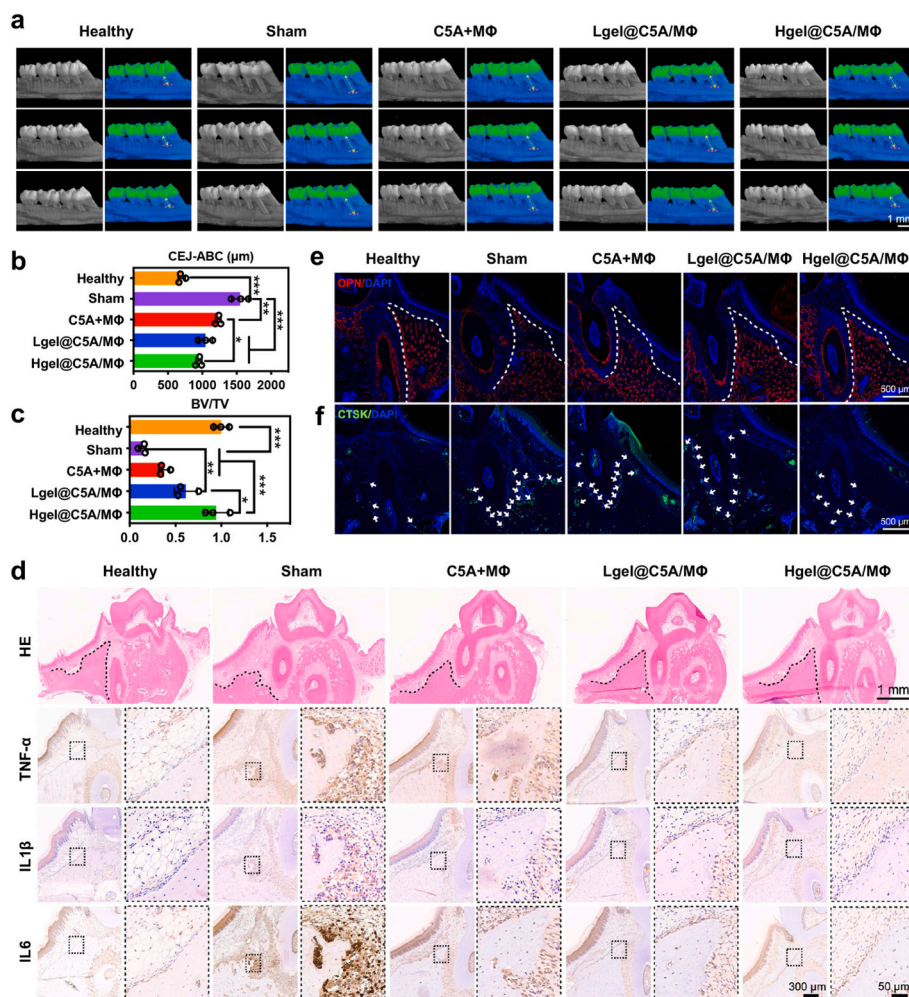 a
Healthy Sham C5A+MΦ Lgel@C5A/MΦ Hgel@C5A/MΦ
1 mm
b
CEJ-ABC (μm)
Healthy
Sham
C5A+MΦ
Lgel@C5A/MΦ
Hgel@C5A/MΦ
*** ** *** *
0 500 1000 1500 2000
c
BV/TV
Healthy
Sham
C5A+MΦ
Lgel@C5A/MΦ
Hgel@C5A/MΦ
*** ** *** *
0.0 0.5 1.0 1.5
e
Healthy Sham C5A+MΦ Lgel@C5A/MΦ Hgel@C5A/MΦ
OPN/DAPI
500 μm
f
CTSK/DAPI
500 μm
d
Healthy Sham C5A+MΦ Lgel@C5A/MΦ Hgel@C5A/MΦ
HE
1 mm
TNF-α
IL1β
IL6
300 μm 50 μm